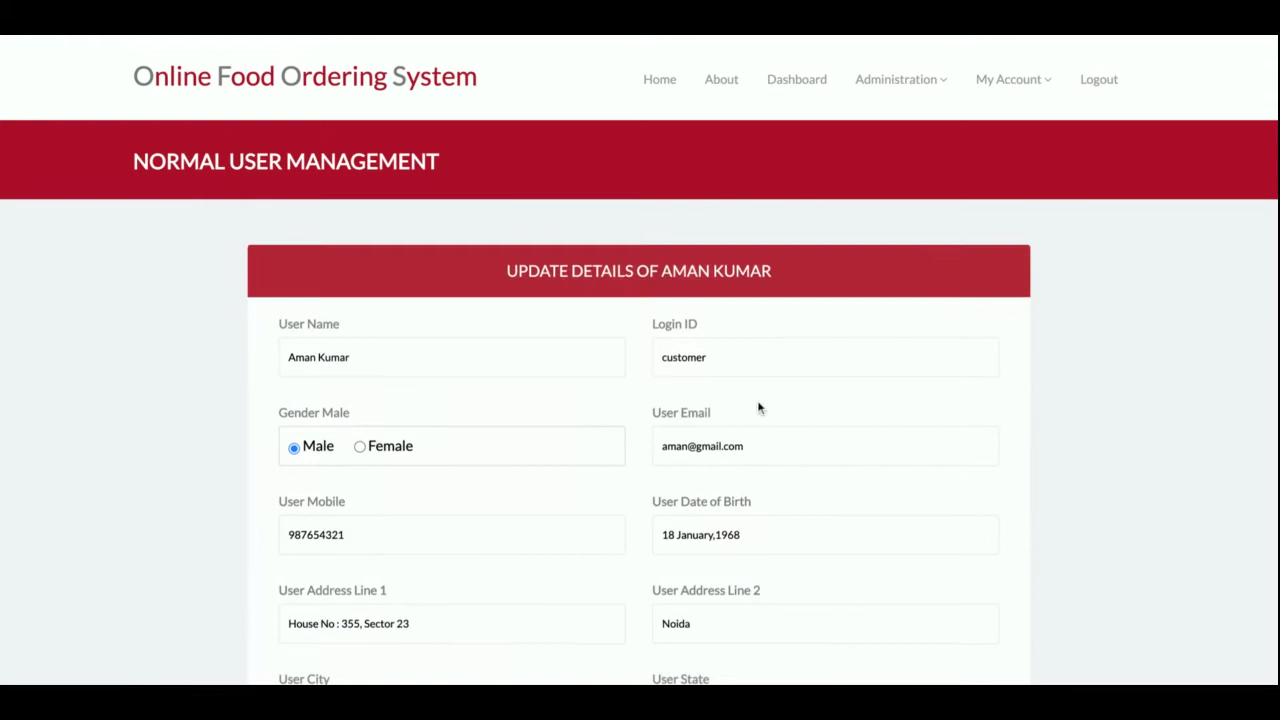 Online Food Ordering System
Home About Dashboard Administration My Account Logout
NORMAL USER MANAGEMENT
UPDATE DETAILS OF AMAN KUMAR
User Name Login ID
Aman Kumar customer
Gender Male User Email
Male Female aman@gmail.com
User Mobile User Date of Birth
987654321 18 January,1968
User Address Line 1 User Address Line 2
House No : 355, Sector 23 Noida
User City User State